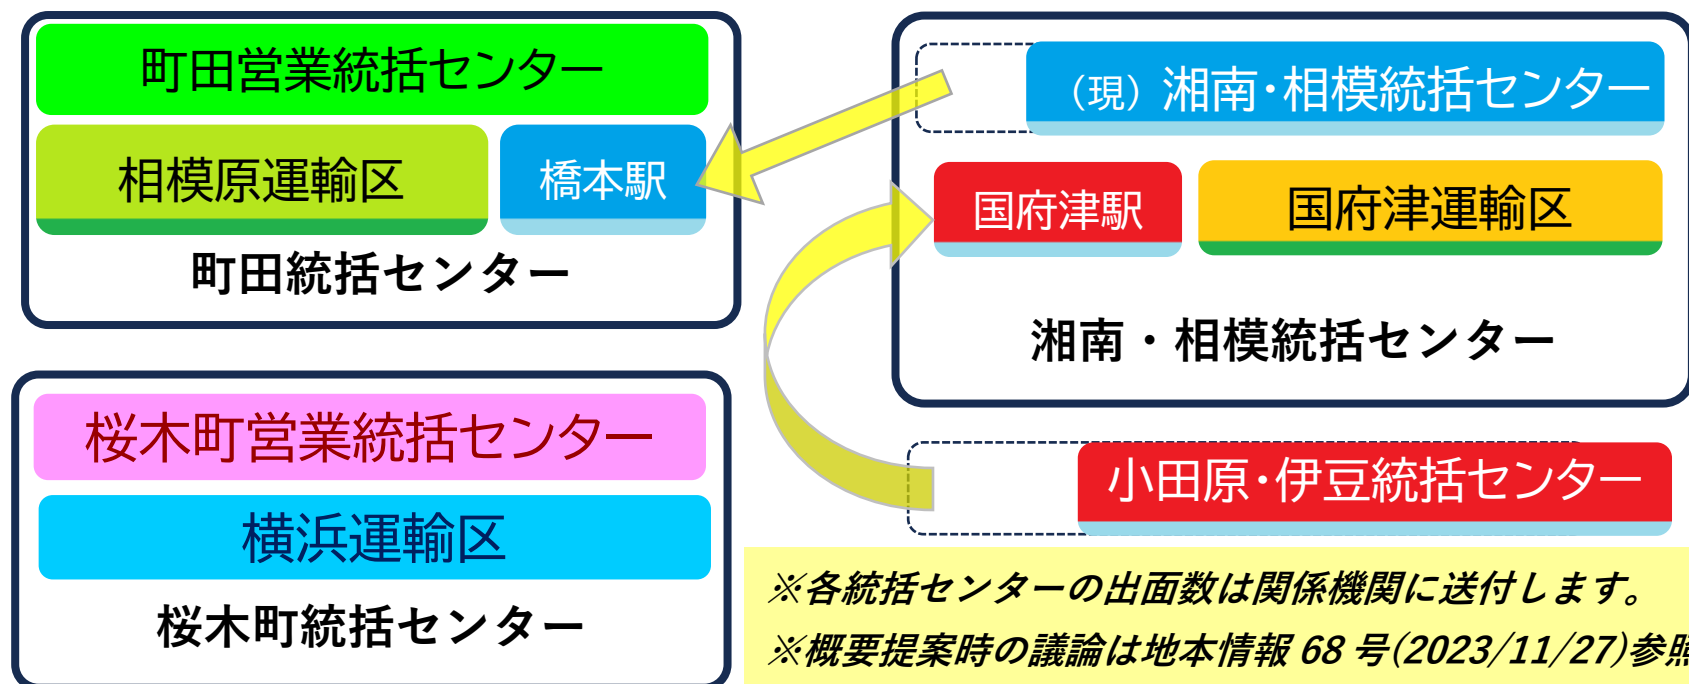 町田営業統括センター
相模原運輸区
橋本駅
町田統括センター
（現）湘南・相模統括センター
国府津駅
国府津運輸区
湘南・相模統括センター
桜木町営業統括センター
横浜運輸区
桜木町統括センター
小田原・伊豆統括センター
※各統括センターの出面数は関係機関に送付します。
※概要提案時の議論は地本情報 68 号(2023/11/27)参照